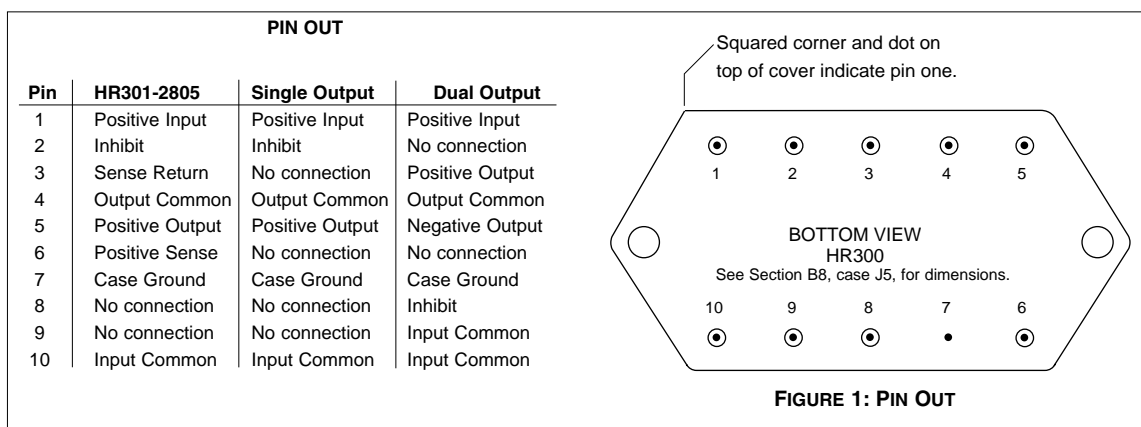 PIN OUT
Pin HR301-2805 Single Output Dual Output
1 Positive Input Positive Input Positive Input
2 Inhibit Inhibit No connection
3 Sense Return No connection Positive Output
4 Output Common Output Common Output Common
5 Positive Output Positive Output Negative Output
6 Positive Sense No connection No connection
7 Case Ground Case Ground Case Ground
8 No connection No connection Inhibit
9 No connection No connection Input Common
10 Input Common Input Common Input Common
Squared corner and dot on
top of cover indicate pin one.
1 2 3 4 5
BOTTOM VIEW
HR300
See Section B8, case J5, for dimensions.
10 9 8 7 6
FIGURE 1: PIN OUT